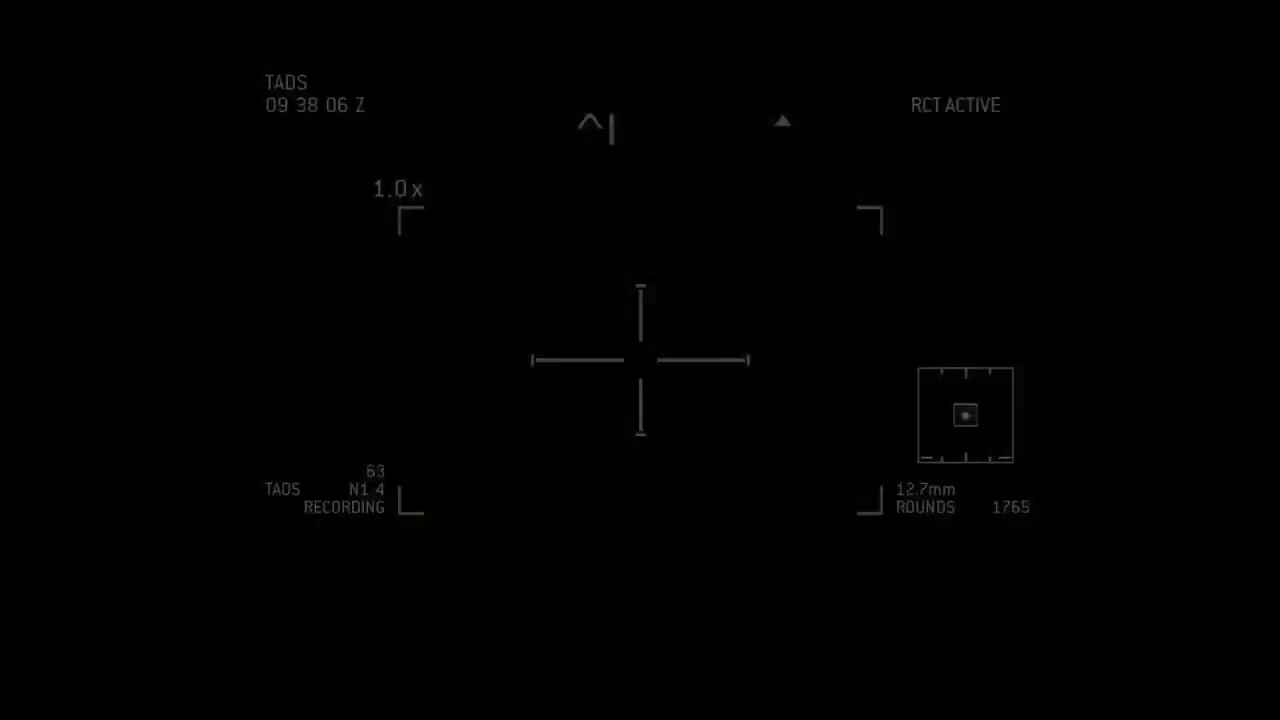 TADS
09 38 06 Z
RCT ACTIVE
1.0 x
63
TADS N1 4
RECORDING
12.7mm
ROUNDS 1765